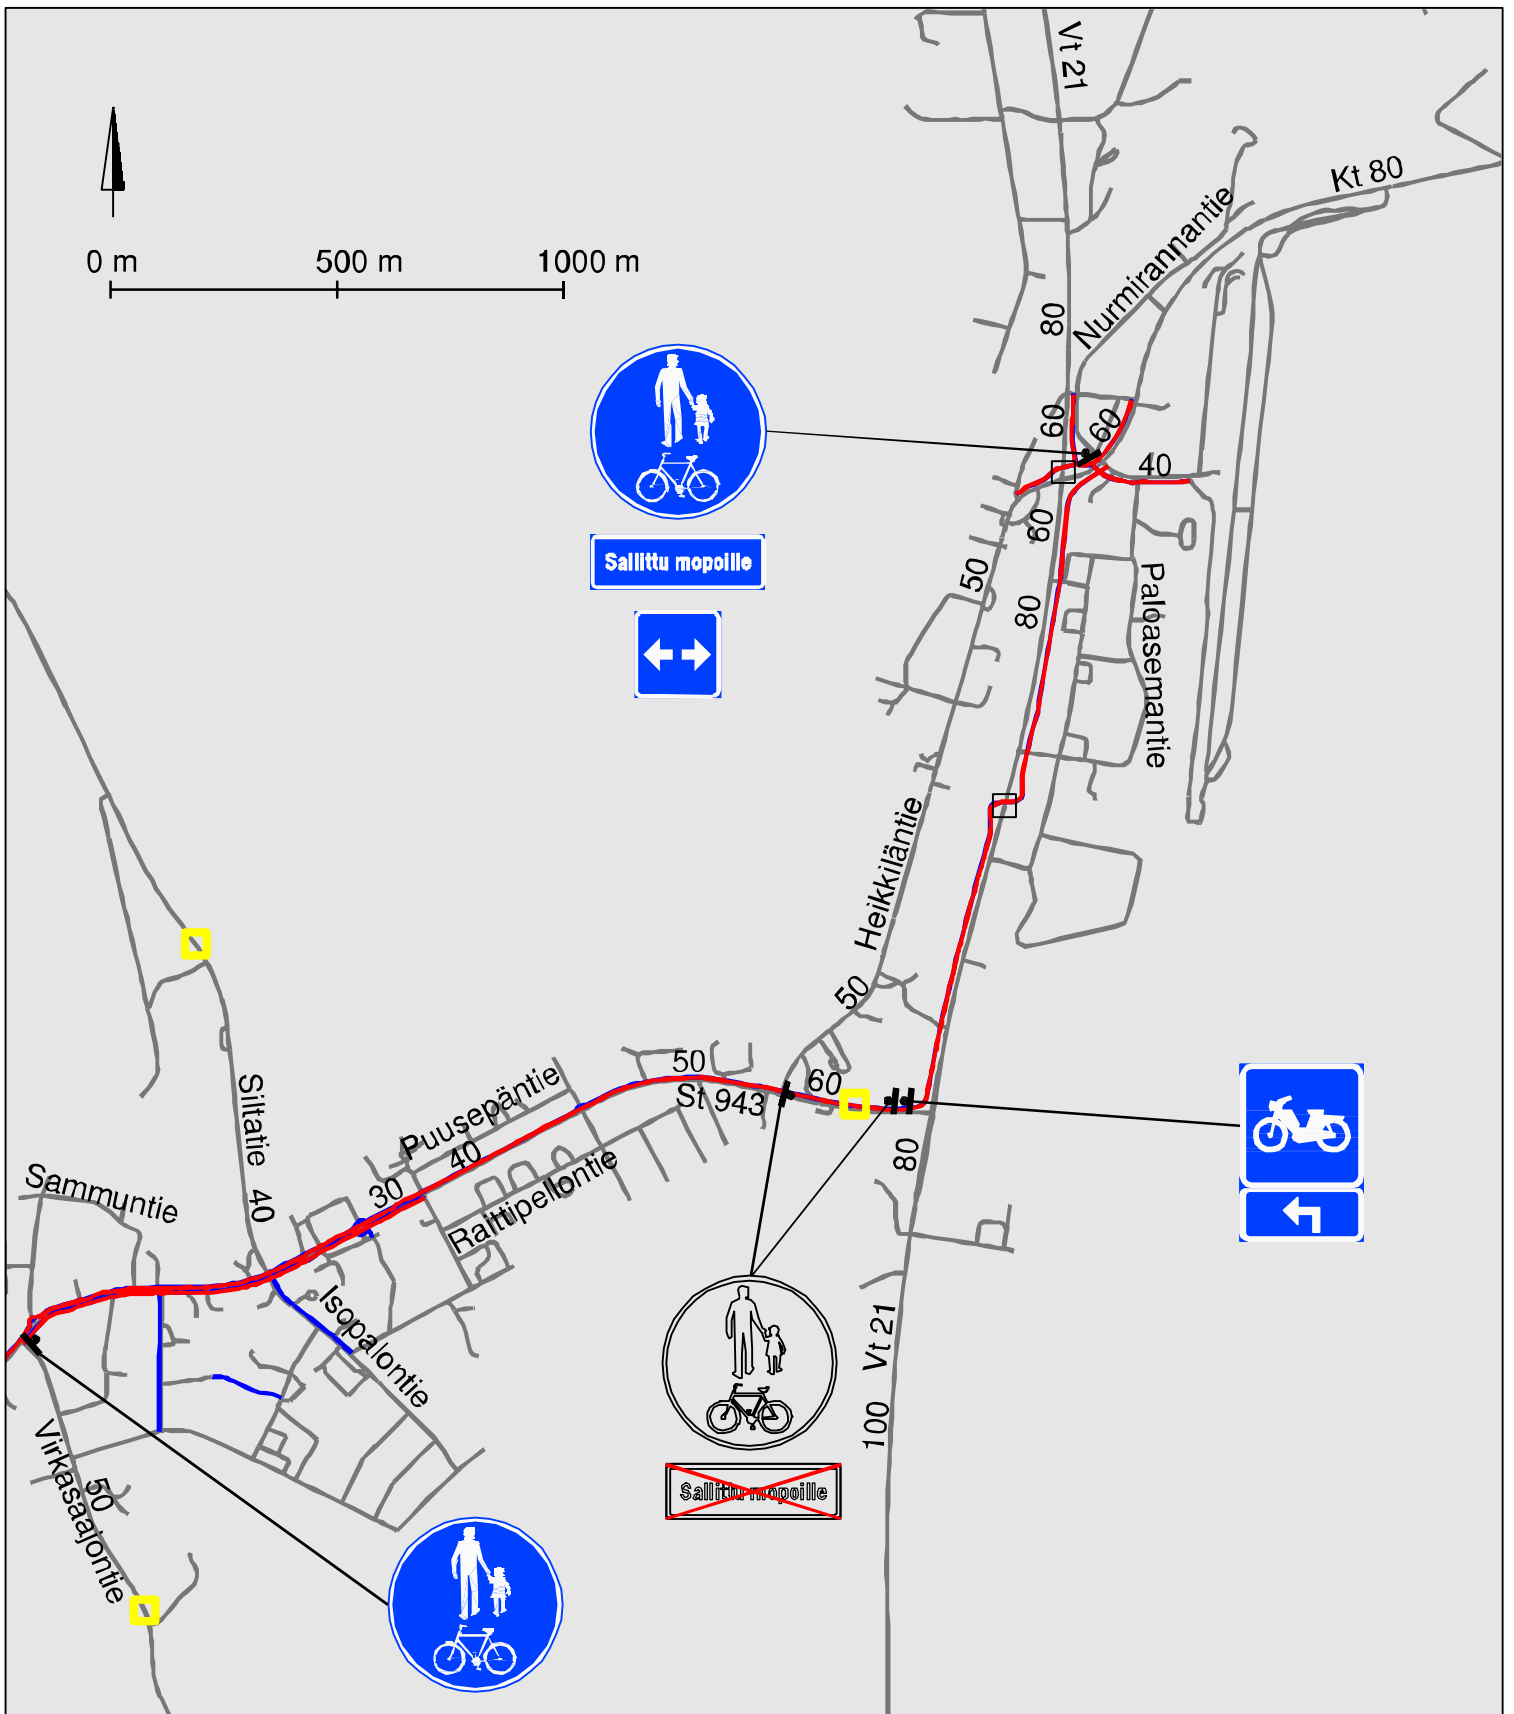 Vt 21
Kt 80
Nurmirannantie
0 m 500 m 1000 m
80
60
60
40
60
50
Sallittu mopoille
80
Paloasemantie
Heikkiläntie
50
50
60
St 943
Puusepäntie
Siltatie
40
80
30
Sammuntie
40
Raittipellontie
Isopalontie
Vt 21
100
Virkasaajontie
50
Sallittu mopoille